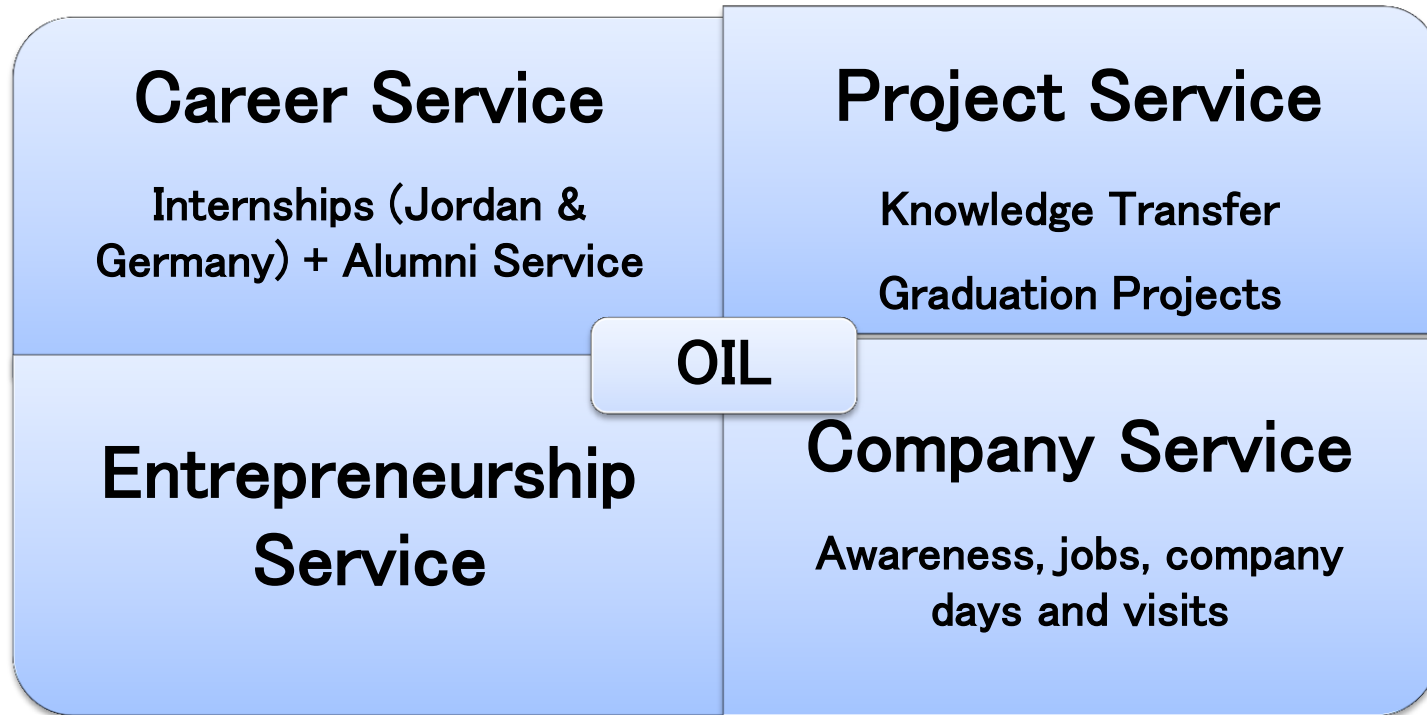 Career Service
Internships (Jordan &
Germany) + Alumni Service
Project Service
Knowledge Transfer
Graduation Projects
OIL
Entrepreneurship
Service
Company Service
Awareness, jobs, company
days and visits